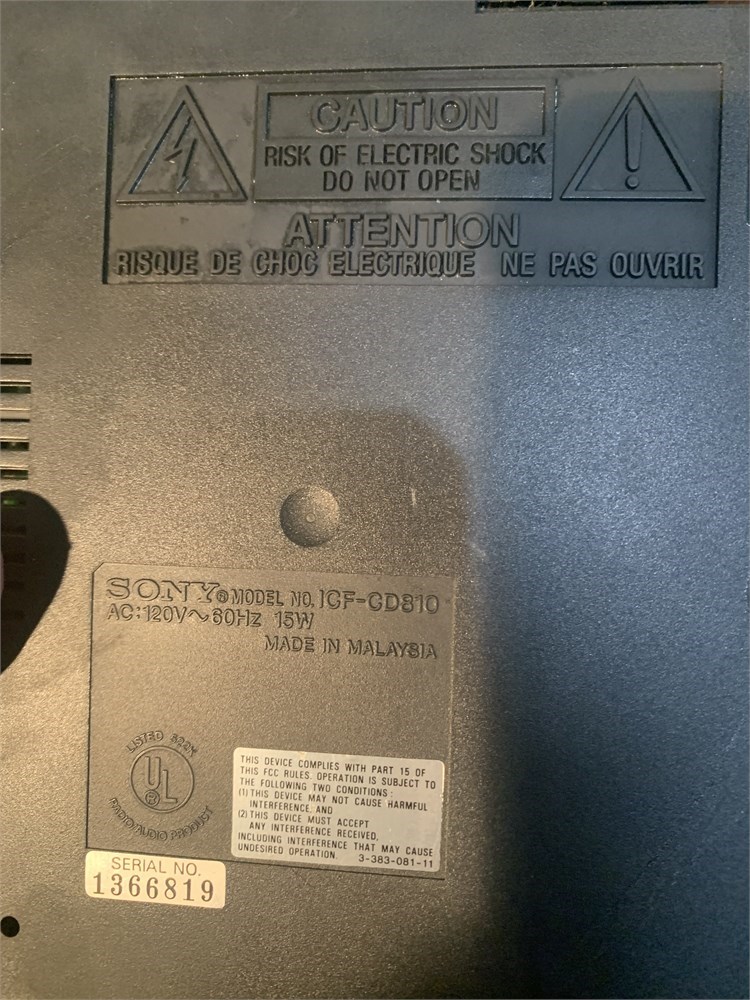 CAUTION
RISK OF ELECTRIC SHOCK
DO NOT OPEN
ATTENTION
RISQUE DE CHOC ELECTRIQUE NE PAS OUVRIR
SONY® MODEL NO. ICF-CD810
AC:120V~60Hz 15W
MADE IN MALAYSIA
LISTED
UL
®
RADIO/AUDIO PRODUCT
THIS DEVICE COMPLIES WITH PART 15 OF
THIS FCC RULES. OPERATION IS SUBJECT TO
THE FOLLOWING TWO CONDITIONS :
(1) THIS DEVICE MAY NOT CAUSE HARMFUL
INTERFERENCE, AND
(2) THIS DEVICE MUST ACCEPT
ANY INTERFERENCE RECEIVED,
INCLUDING INTERFERENCE THAT MAY CAUSE
UNDESIRED OPERATION. 3-383-081-11
SERIAL NO.
1366819